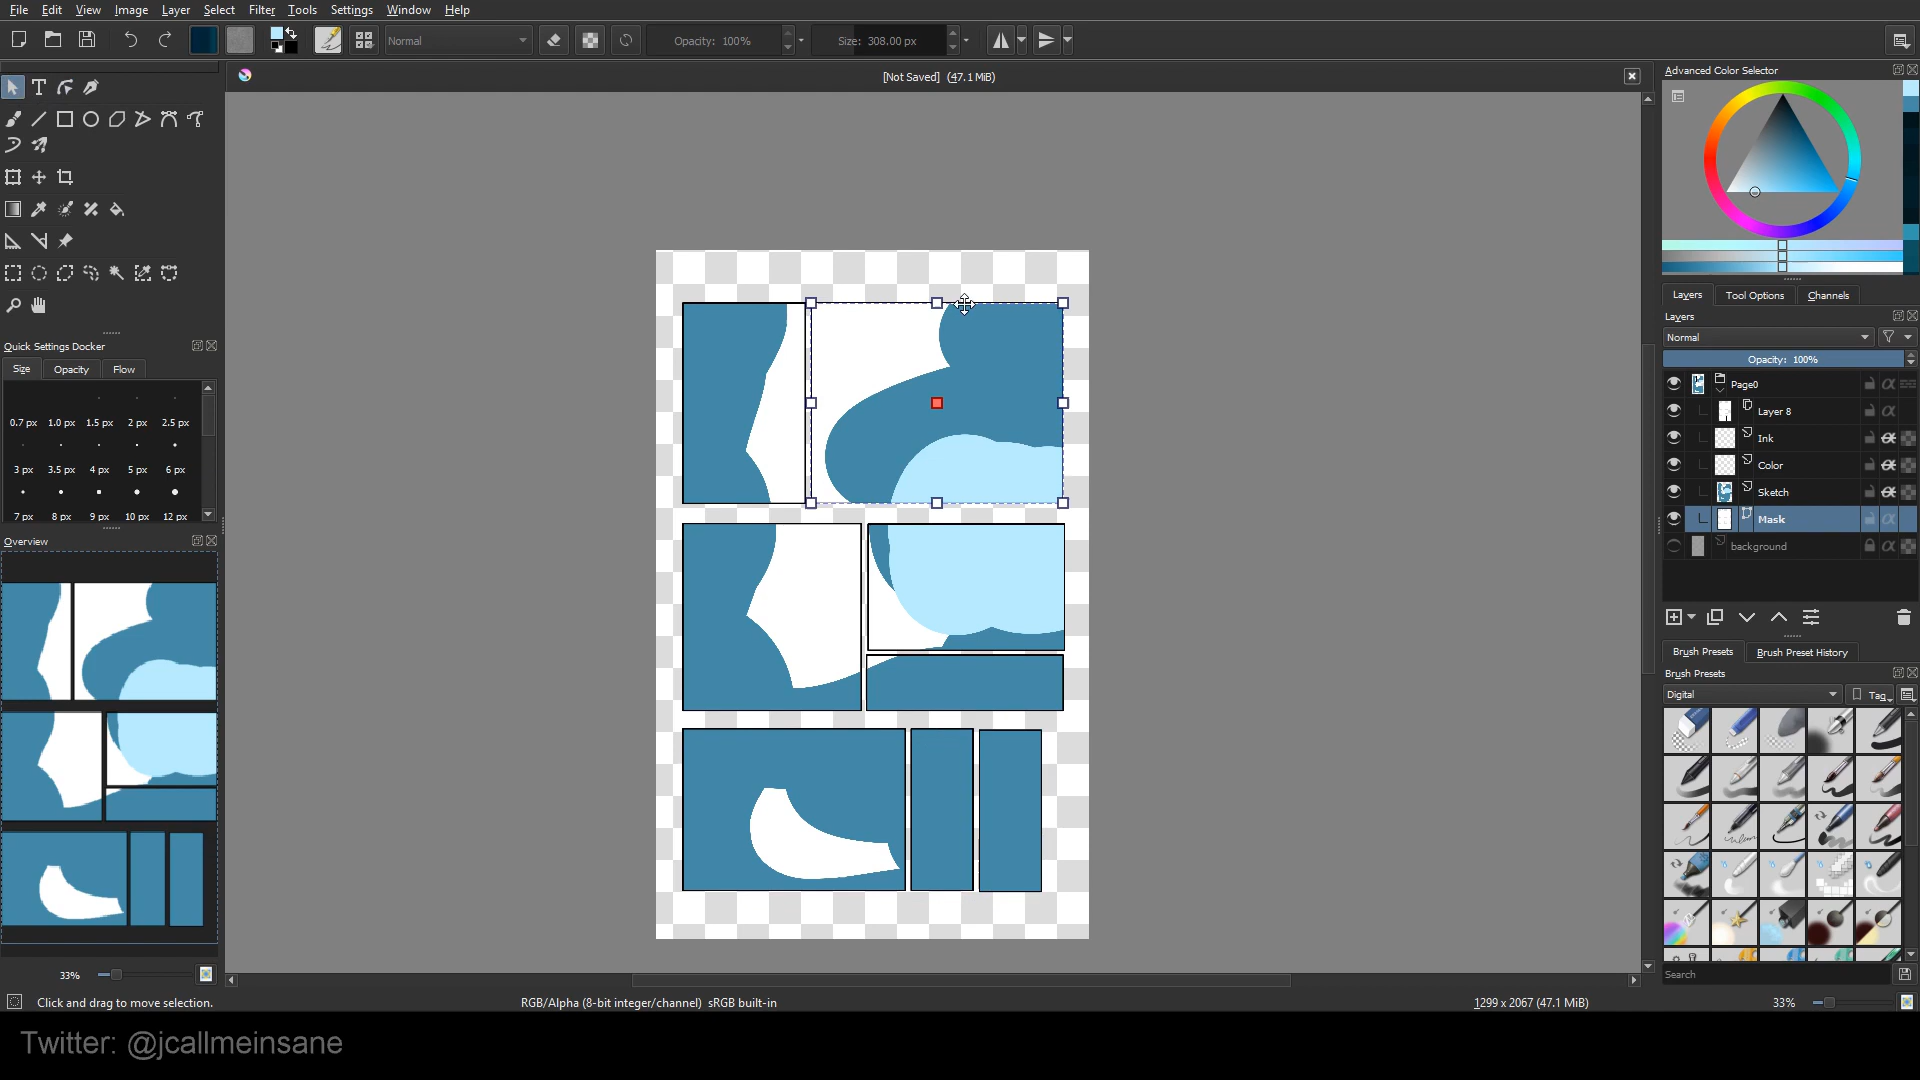 File Edit View Image Layer Select Filter Tools Settings Window Help
Normal Opacity: 100% Size: 308.00 px
[Not Saved] (47.1 MiB)
Advanced Color Selector
Layers Tool Options Channels
Layers
Normal
Opacity: 100%
Page0
Layer 8
Ink
Color
Sketch
Mask
background
Brush Presets Brush Preset History
Brush Presets
Digital Tag
Search
Quick Settings Docker
Size Opacity Flow
0.7 px 1.0 px 1.5 px 2 px 2.5 px
3 px 3.5 px 4 px 5 px 6 px
7 px 8 px 9 px 10 px 12 px
Overview
33%
Click and drag to move selection.
RGB/Alpha (8-bit integer/channel) sRGB built-in
1299 x 2067 (47.1 MiB)
33%
Twitter: @jcallmeinsane